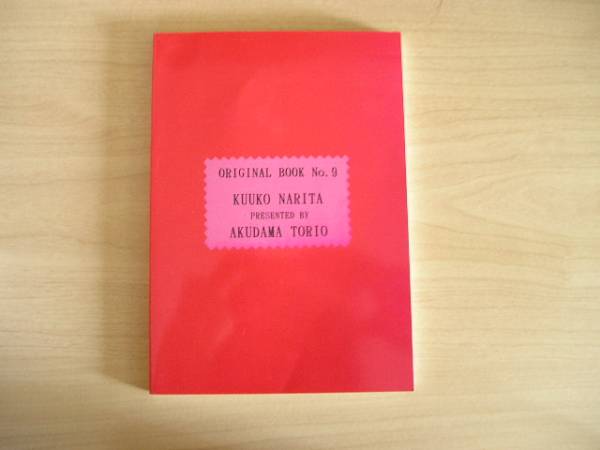 ORIGINAL BOOK No.9
KUUKO NARITA
PRESENTED BY
AKUDAMA TORIO